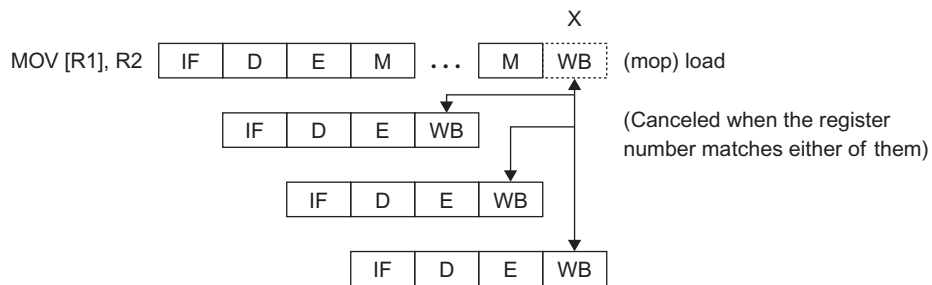 X
MOV [R1], R2 IF D E M ... M WB (mop) load
IF D E WB (Canceled when the register
number matches either of them)
IF D E WB
IF D E WB